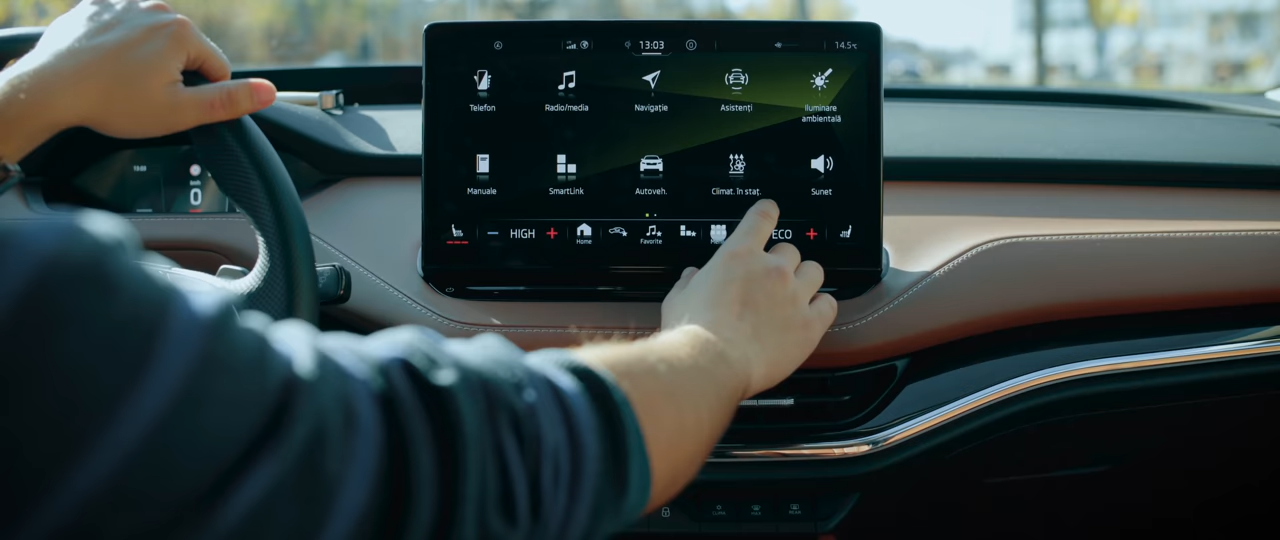 13:03
14.5°C
Telefon
Radio/media
Navigație
Asistenți
Iluminare
ambientală
Manuale
SmartLink
Autoveh.
Climat. în staț.
Sunet
HIGH
Home
Favorite
ECO
0